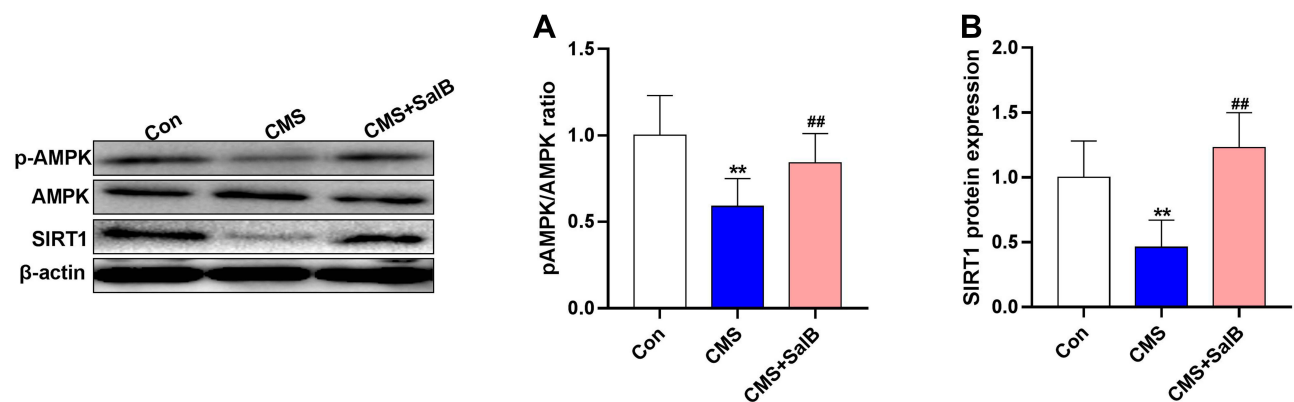 Con
CMS
CMS+SalB
p-AMPK
AMPK
SIRT1
β-actin
A
pAMPK/AMPK ratio
1.5
1.0
0.5
0.0
**
##
Con
CMS
CMS+SalB
B
SIRT1 protein expression
2.0
1.5
1.0
0.5
0.0
**
##
Con
CMS
CMS+SalB